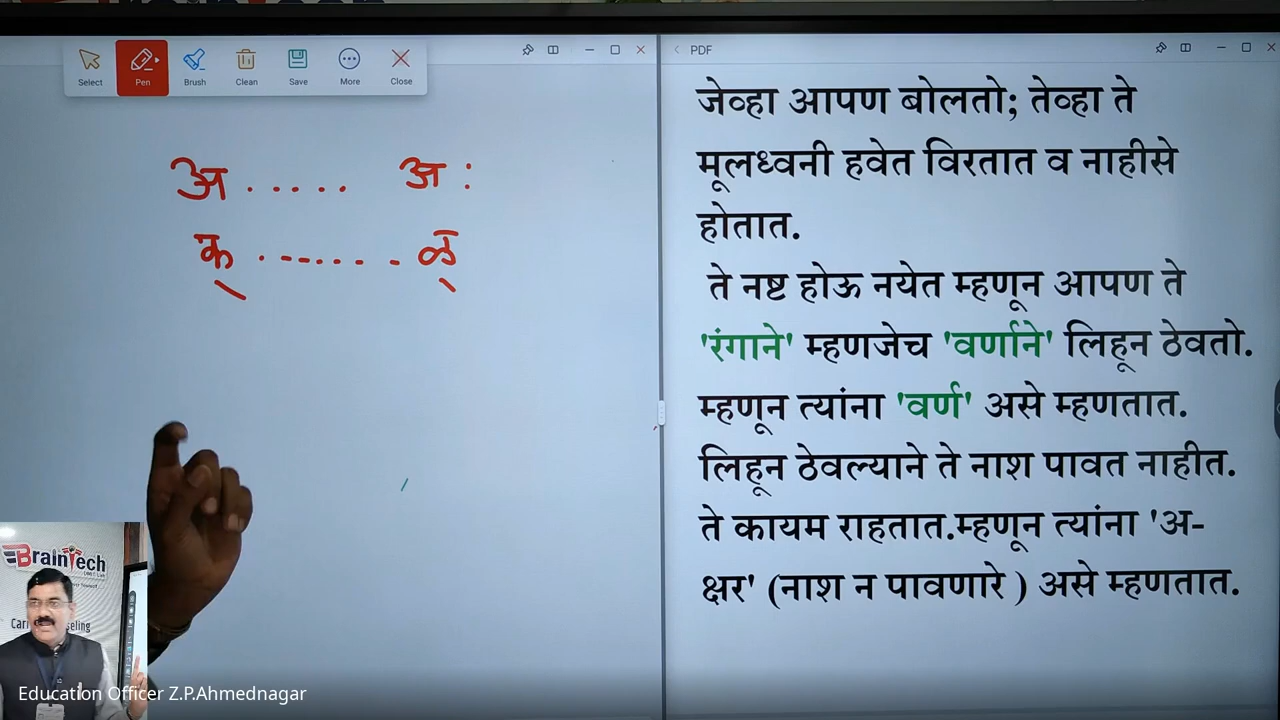 Select Pen Brush Clean Save More Close
PDF
अ ..... अ :
क् ........ ळ्
जेव्हा आपण बोलतो; तेव्हा ते
मूलध्वनी हवेत विरतात व नाहीसे
होतात.
ते नष्ट होऊ नयेत म्हणून आपण ते
'रंगाने' म्हणजेच 'वर्णाने' लिहून ठेवतो.
म्हणून त्यांना 'वर्ण' असे म्हणतात.
लिहून ठेवल्याने ते नाश पावत नाहीत.
ते कायम राहतात.म्हणून त्यांना 'अ-
क्षर' (नाश न पावणारे ) असे म्हणतात.
BrainTech
Education Officer Z.P.Ahmednagar